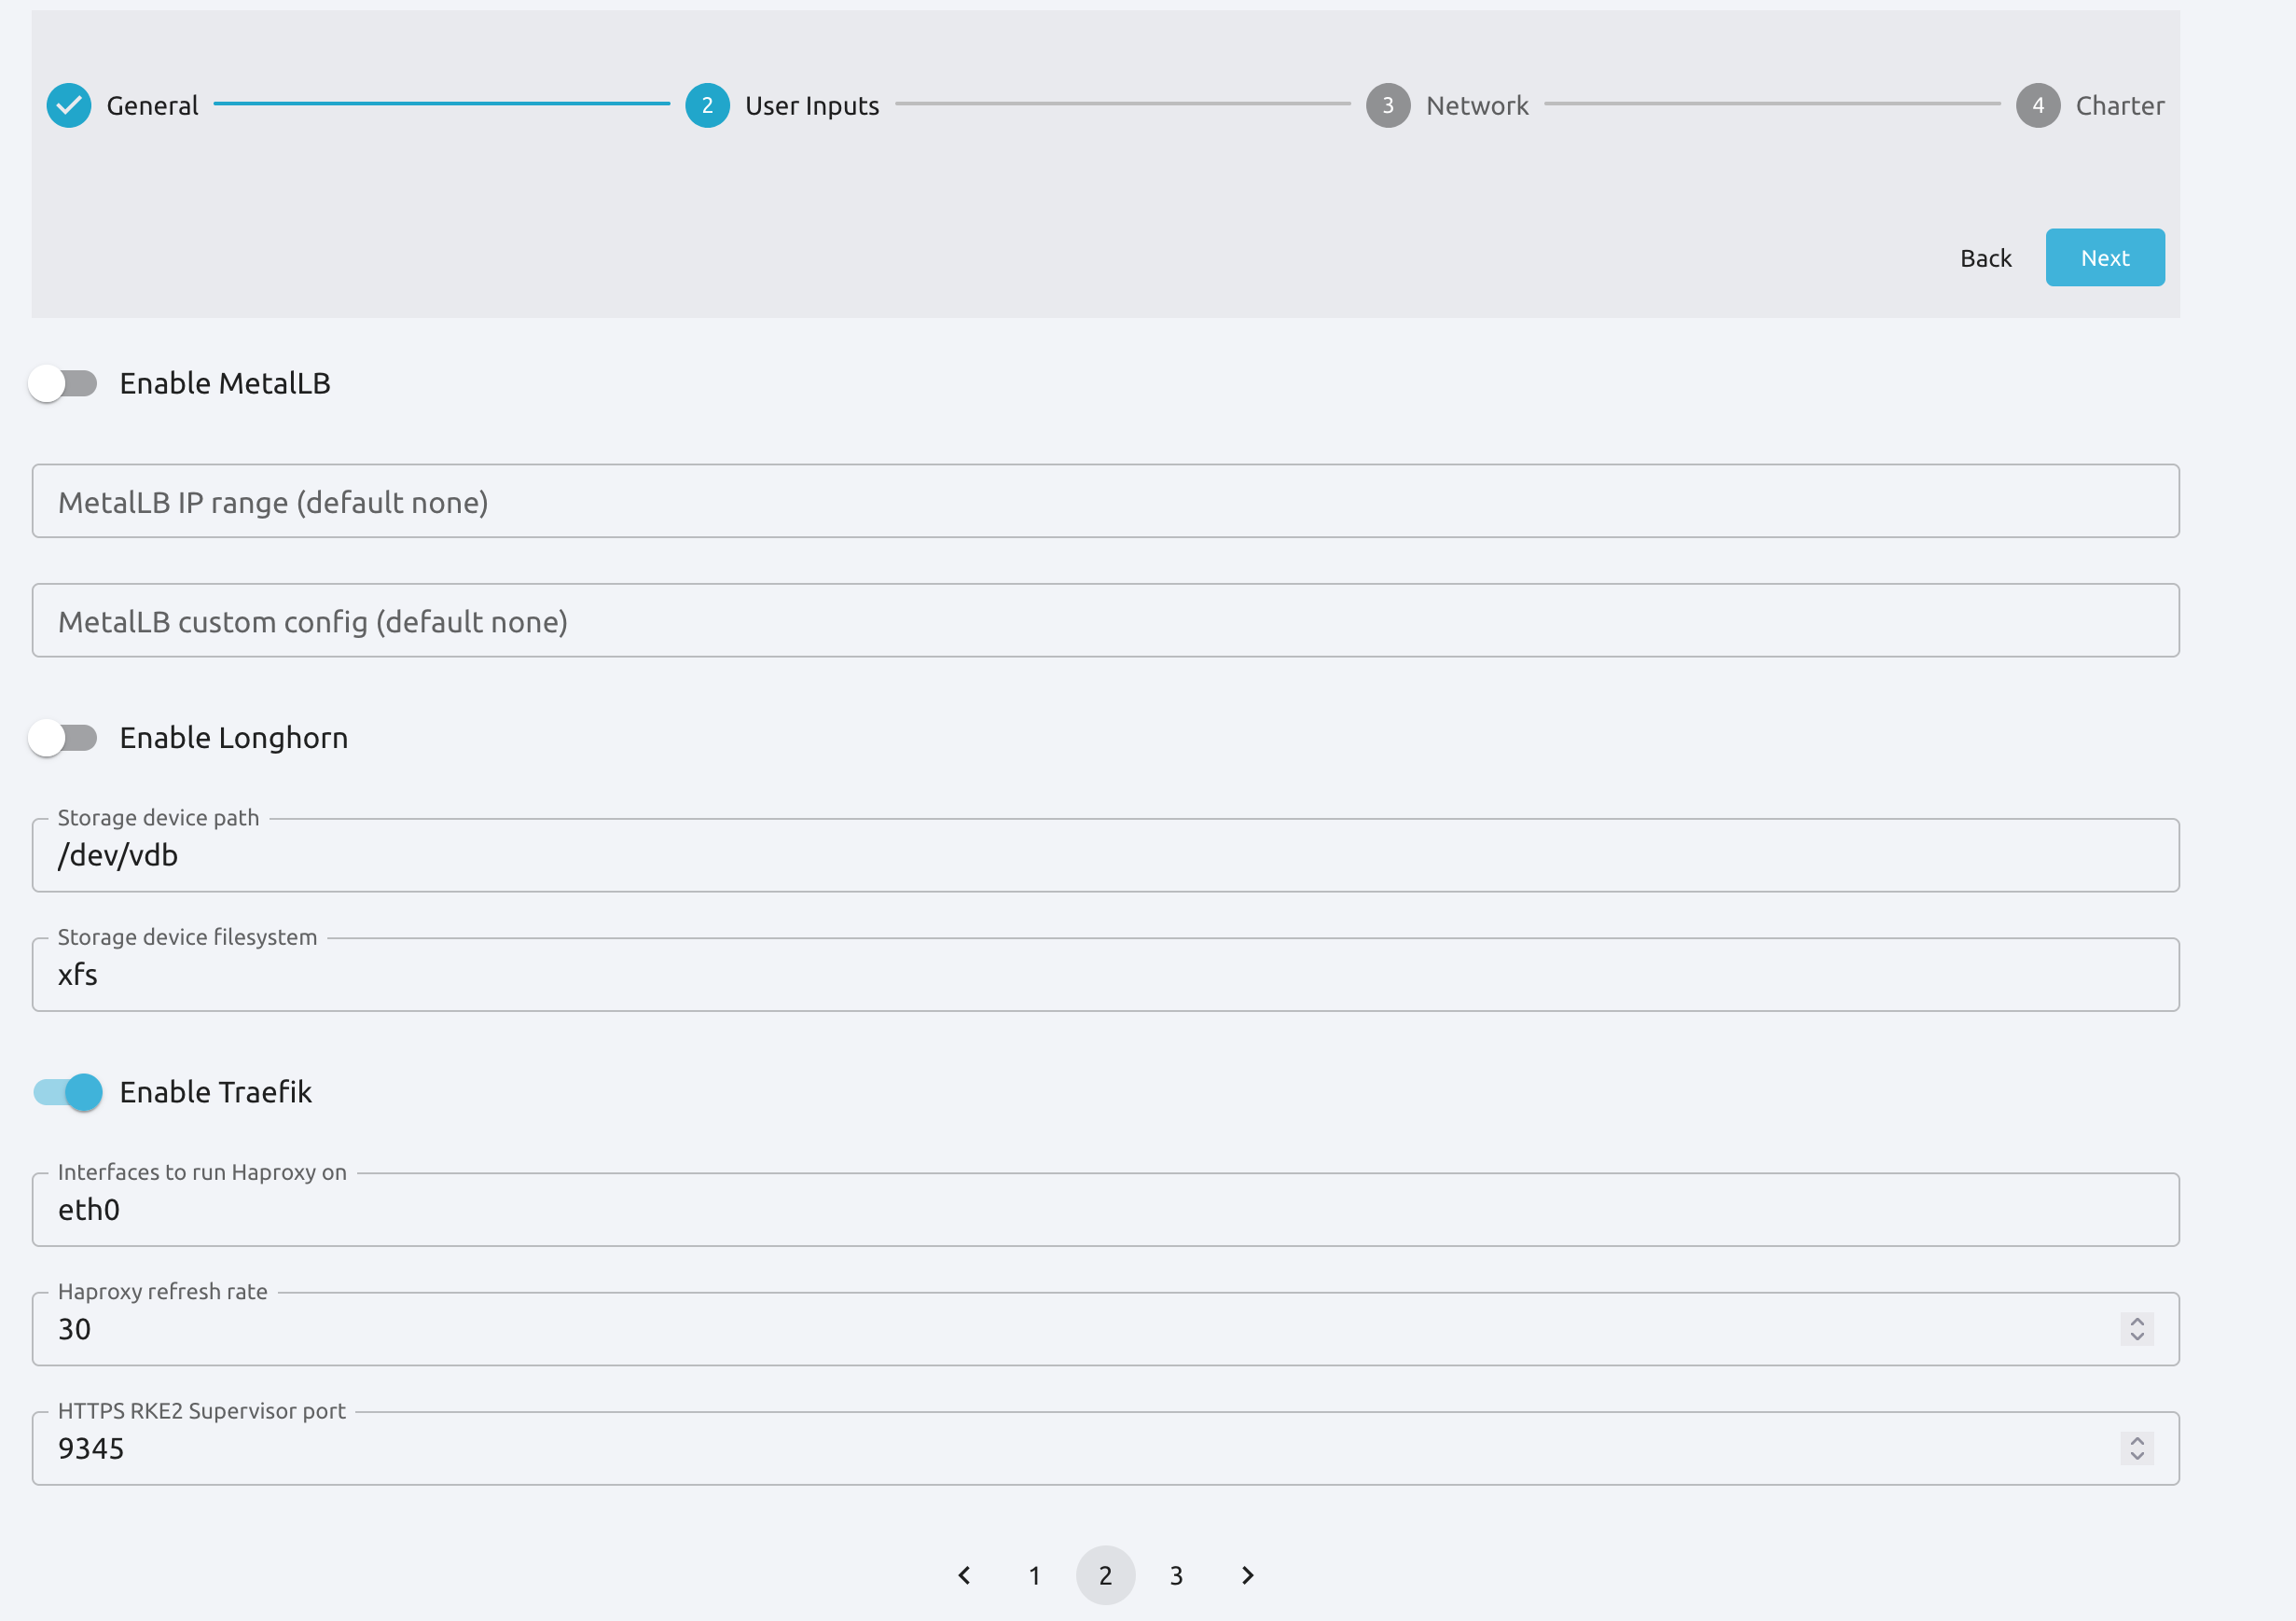 General
2 User Inputs
3 Network
4 Charter
Back
Next
Enable MetalLB
MetalLB IP range (default none)
MetalLB custom config (default none)
Enable Longhorn
Storage device path
/dev/vdb
Storage device filesystem
xfs
Enable Traefik
Interfaces to run Haproxy on
eth0
Haproxy refresh rate
30
HTTPS RKE2 Supervisor port
9345
1 2 3